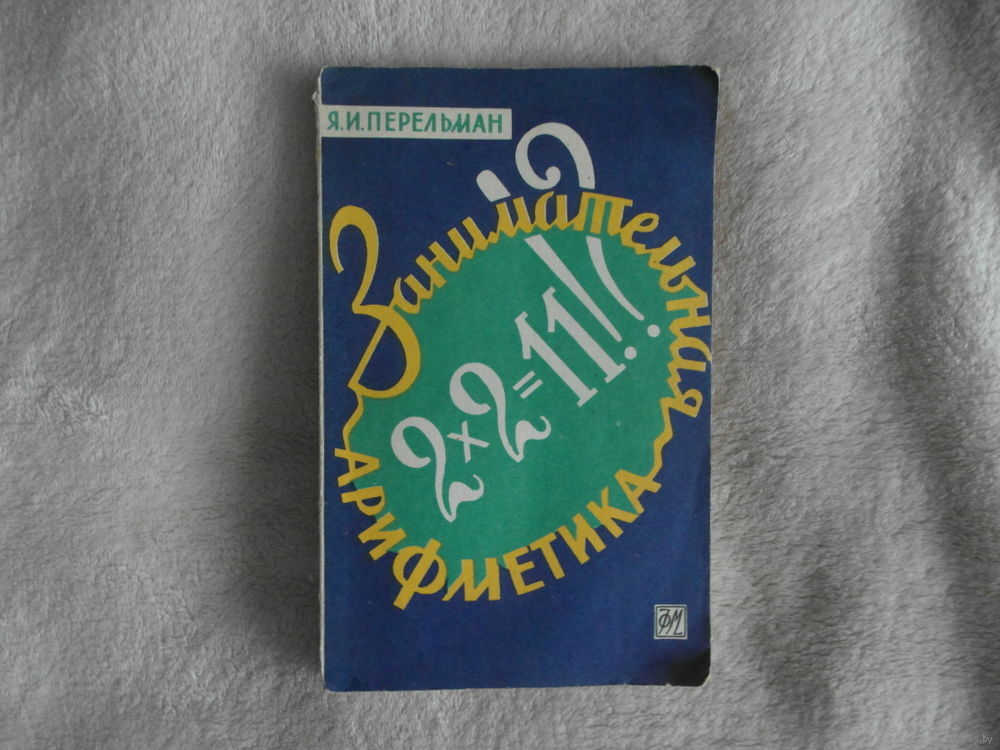 Я.И.ПЕРЕЛЬМАН
Занимательная
2×2=11!?
АРИФМЕТИКА
ФМ